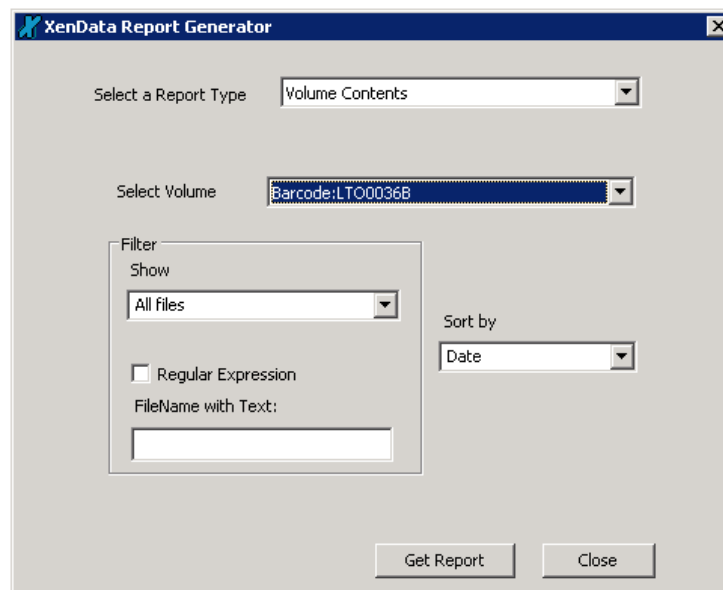 XenData Report Generator
Select a Report Type
Volume Contents
Select Volume
Barcode:LTO0036B
Filter
Show
All files
Sort by
Date
Regular Expression
FileName with Text:
Get Report
Close